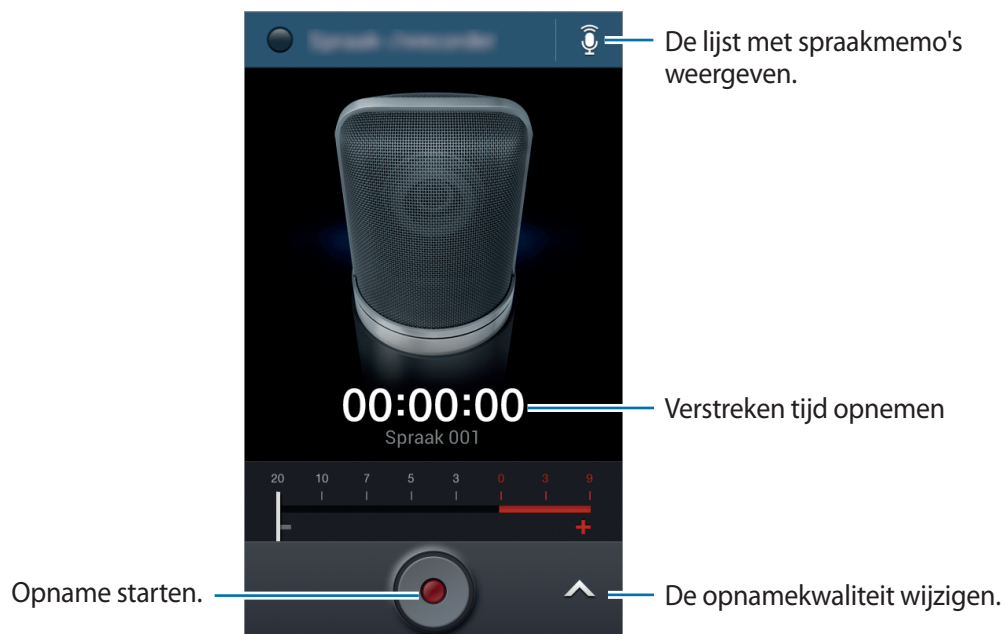 De lijst met spraakmemo's
weergeven.
00:00:00
Verstreken tijd opnemen
Spraak 001
20 10 7 5 3 0 3 9
- +
Opname starten.
De opnamekwaliteit wijzigen.